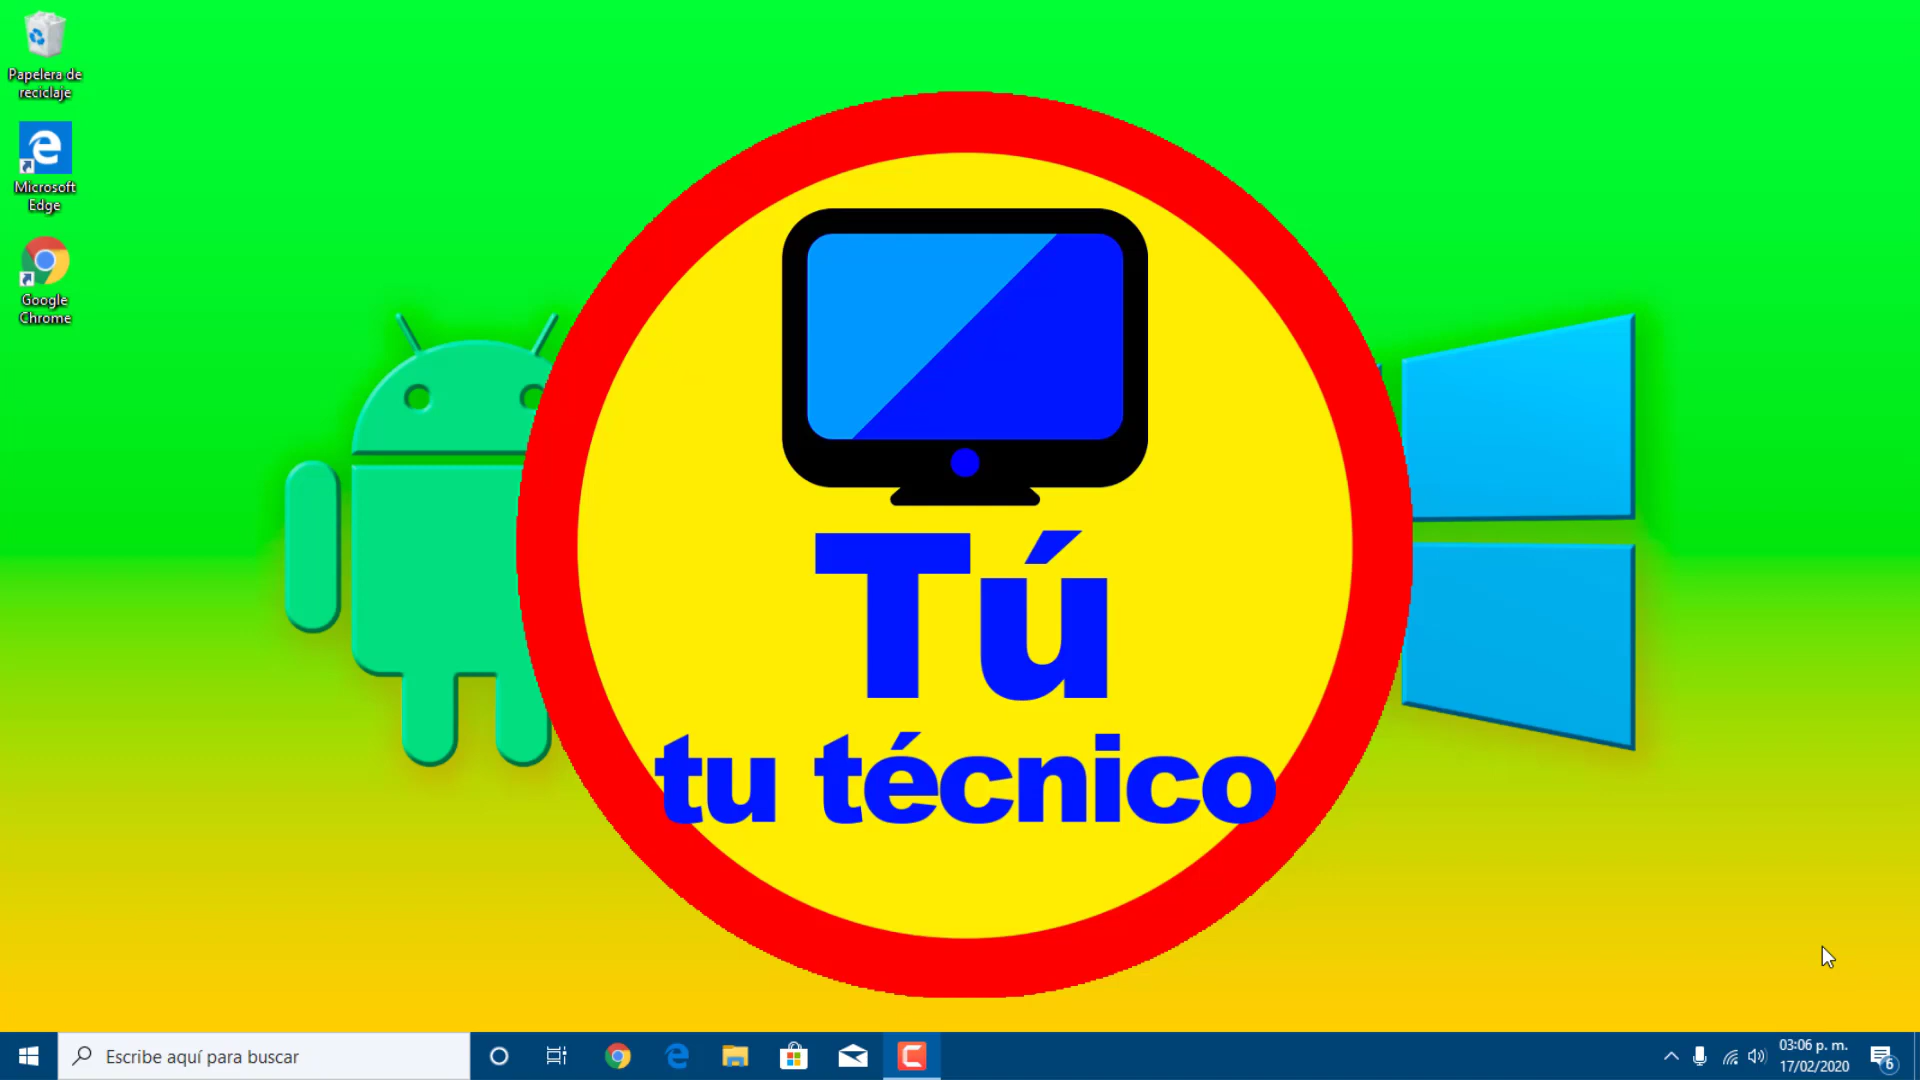 Papelera de
reciclaje
Microsoft
Edge
Google
Chrome
Tú
tu técnico
Escribe aquí para buscar
03:06 p. m.
17/02/2020
6